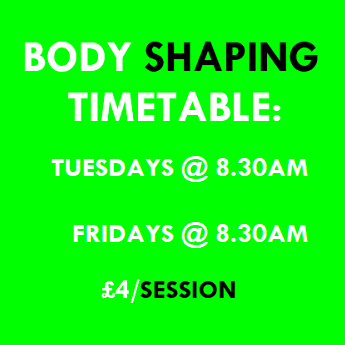 BODY SHAPING
TIMETABLE:
TUESDAYS @ 8.30AM
FRIDAYS @ 8.30AM
£4/SESSION